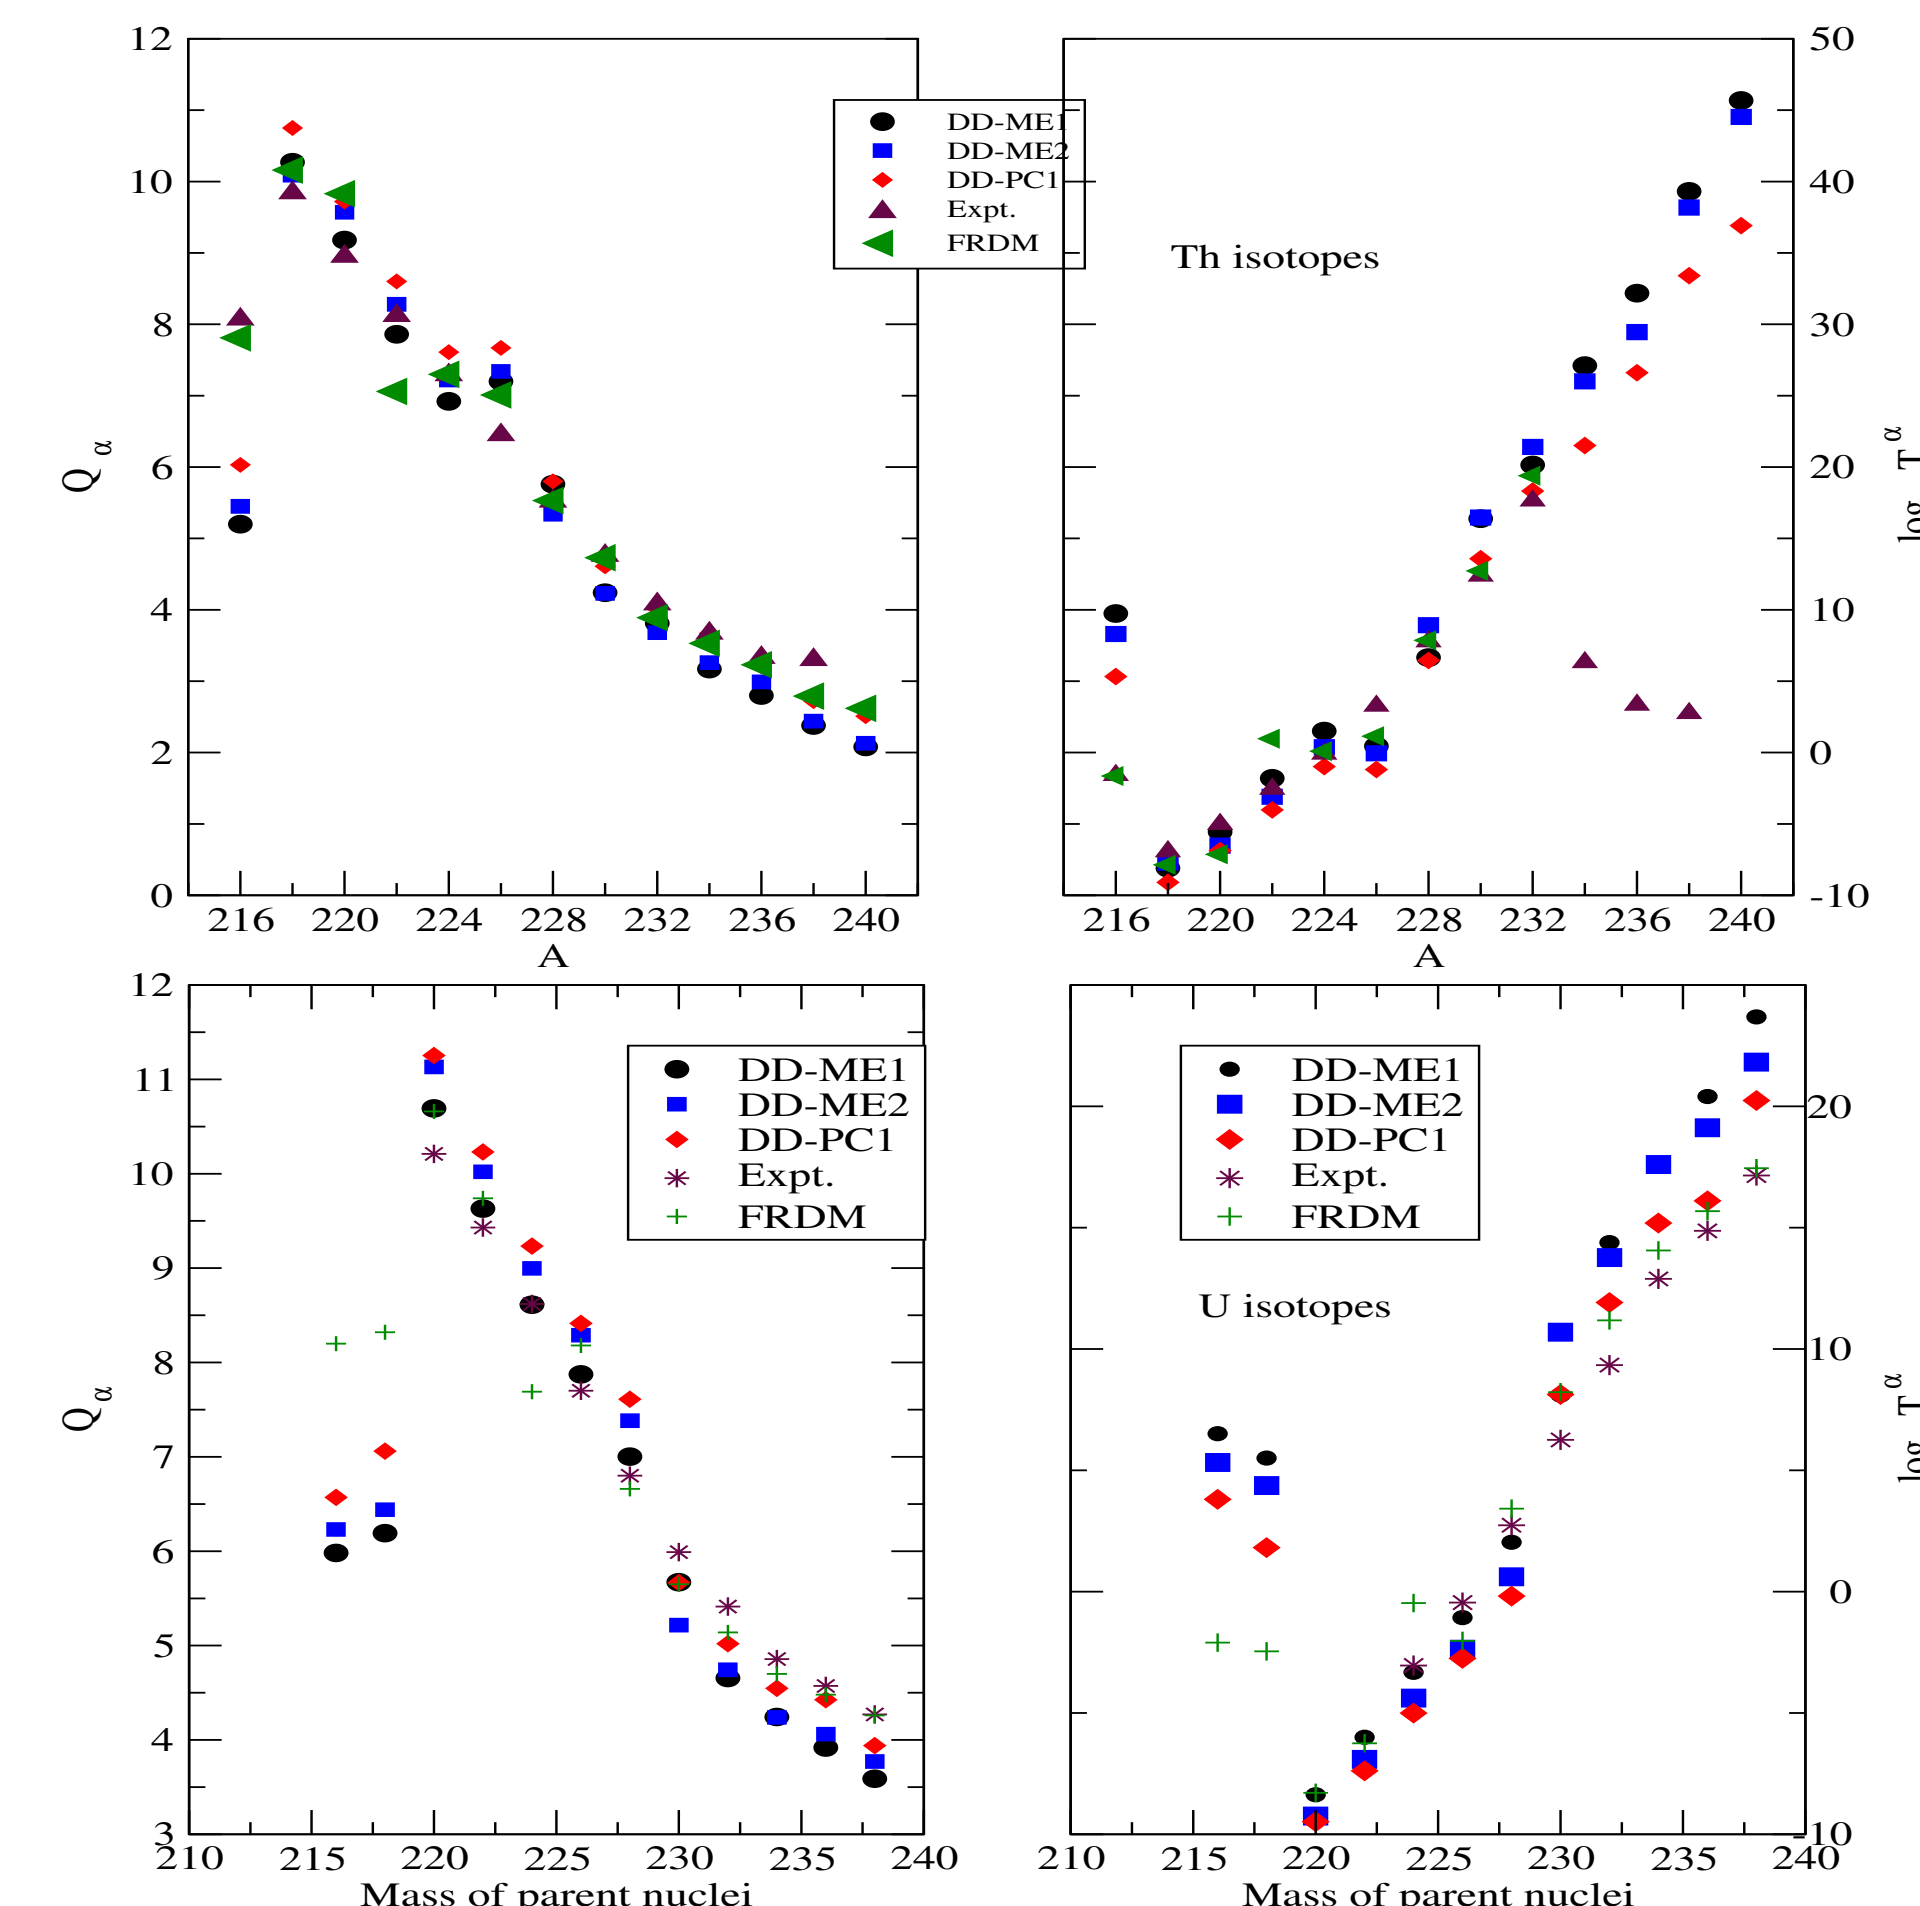 12
10
8
6
4
2
0
Q α
216 220 224 228 232 236 240
A
DD-ME1
DD-ME2
DD-PC1
Expt.
FRDM
Th isotopes
50
40
30
20
10
0
-10
log T α
216 220 224 228 232 236 240
A
12
11
10
9
8
7
6
5
4
3
Q α
DD-ME1
DD-ME2
DD-PC1
Expt.
FRDM
210 215 220 225 230 235 240
Mass of parent nuclei
DD-ME1
DD-ME2
DD-PC1
Expt.
FRDM
U isotopes
20
10
0
-10
log T α
210 215 220 225 230 235 240
Mass of parent nuclei